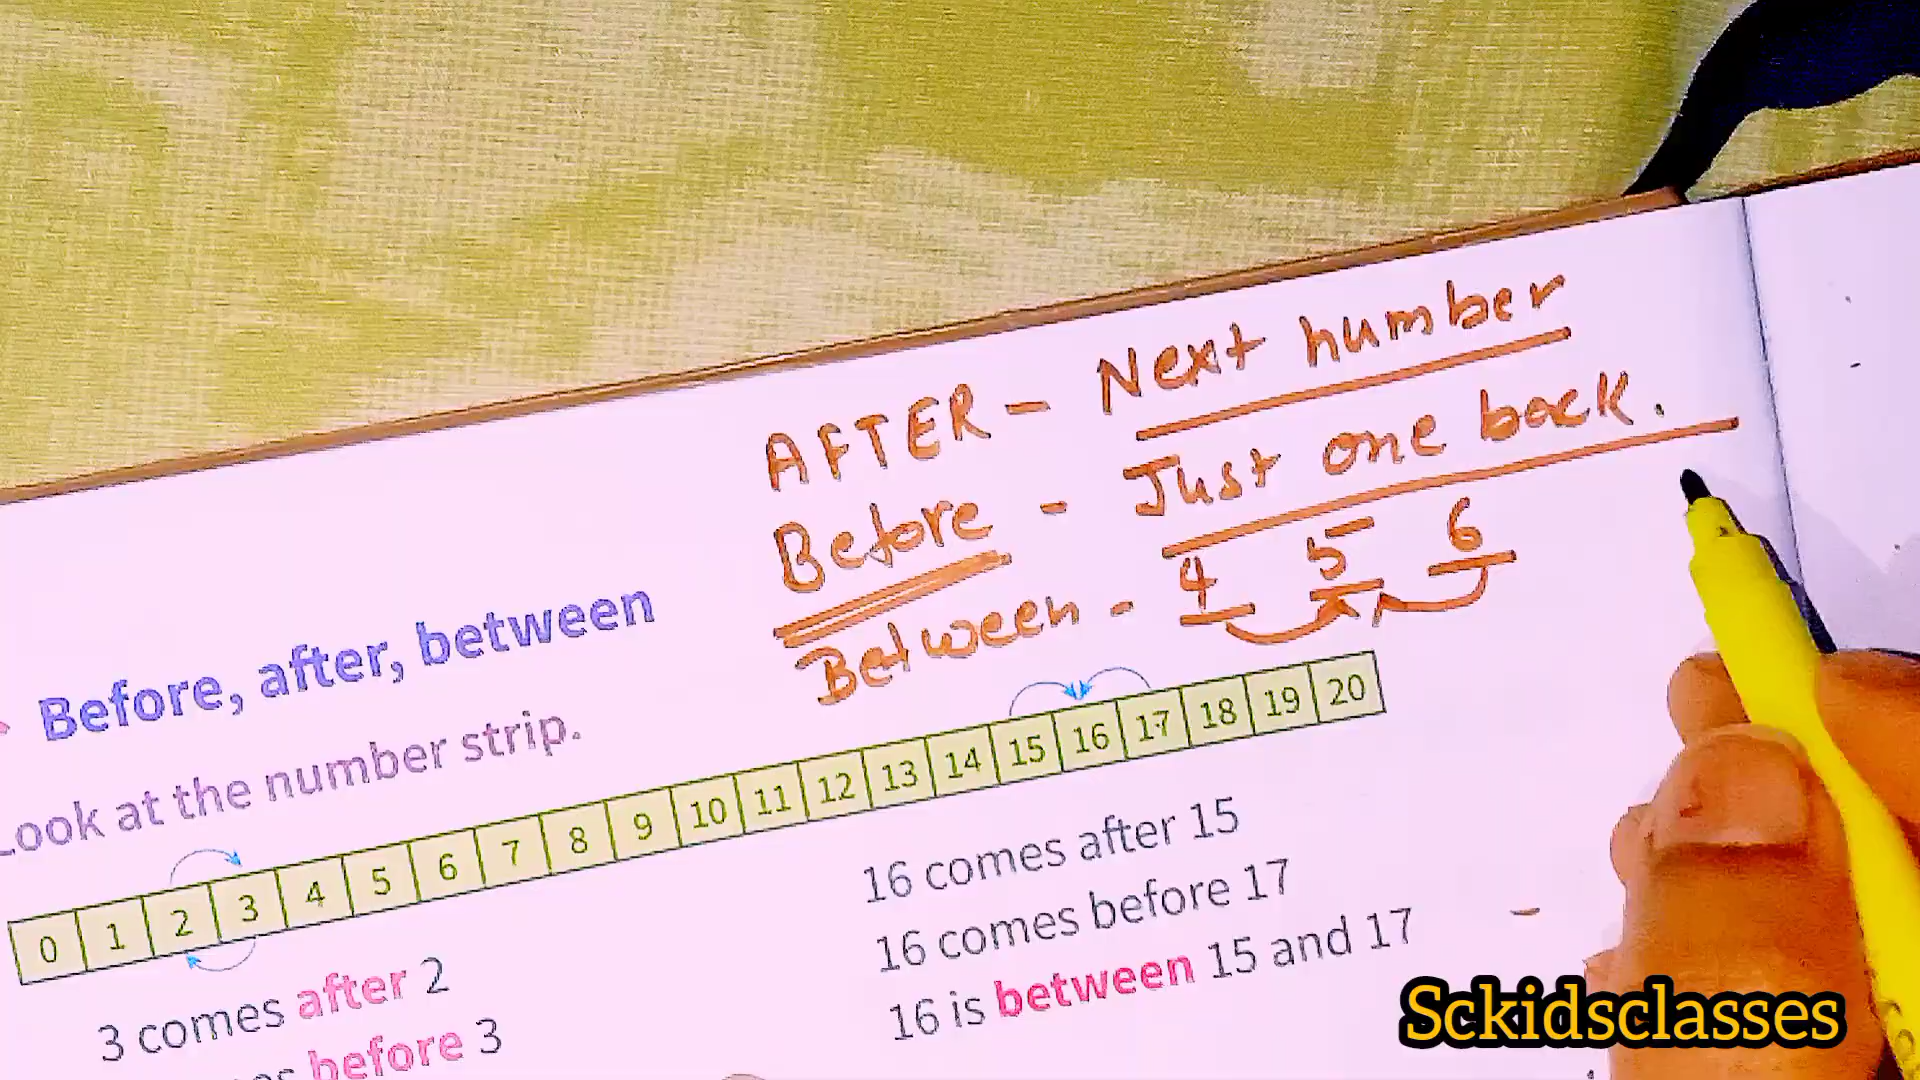 AFTER - Next number
Before - Just one back.
Between - 4 5 6
Before, after, between
Look at the number strip.
0 1 2 3 4 5 6 7 8 9 10 11 12 13 14 15 16 17 18 19 20
3 comes after 2
before 3
16 comes after 15
16 comes before 17
16 is between 15 and 17
Sckidsclasses